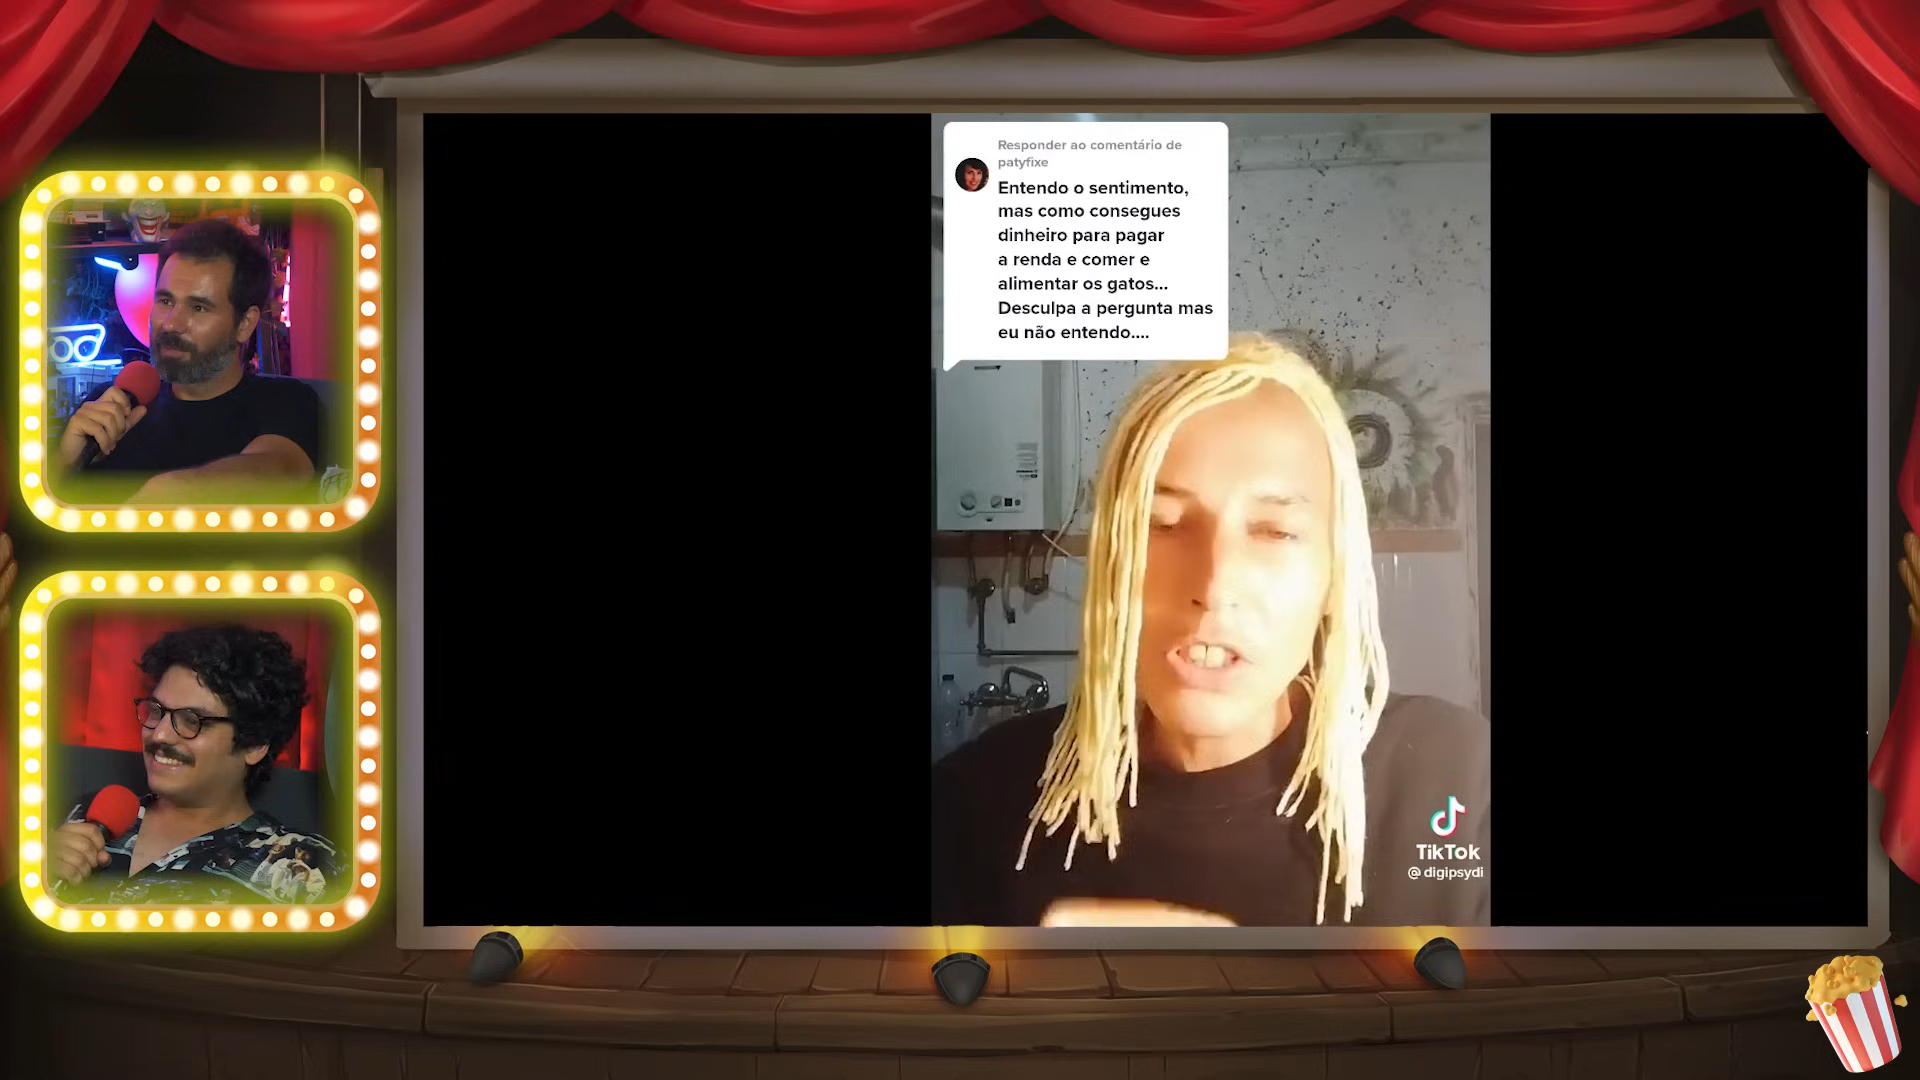 Responder ao comentário de
patyfixe
Entendo o sentimento,
mas como consegues
dinheiro para pagar
a renda e comer e
alimentar os gatos...
Desculpa a pergunta mas
eu não entendo....
TikTok
@digipsydi